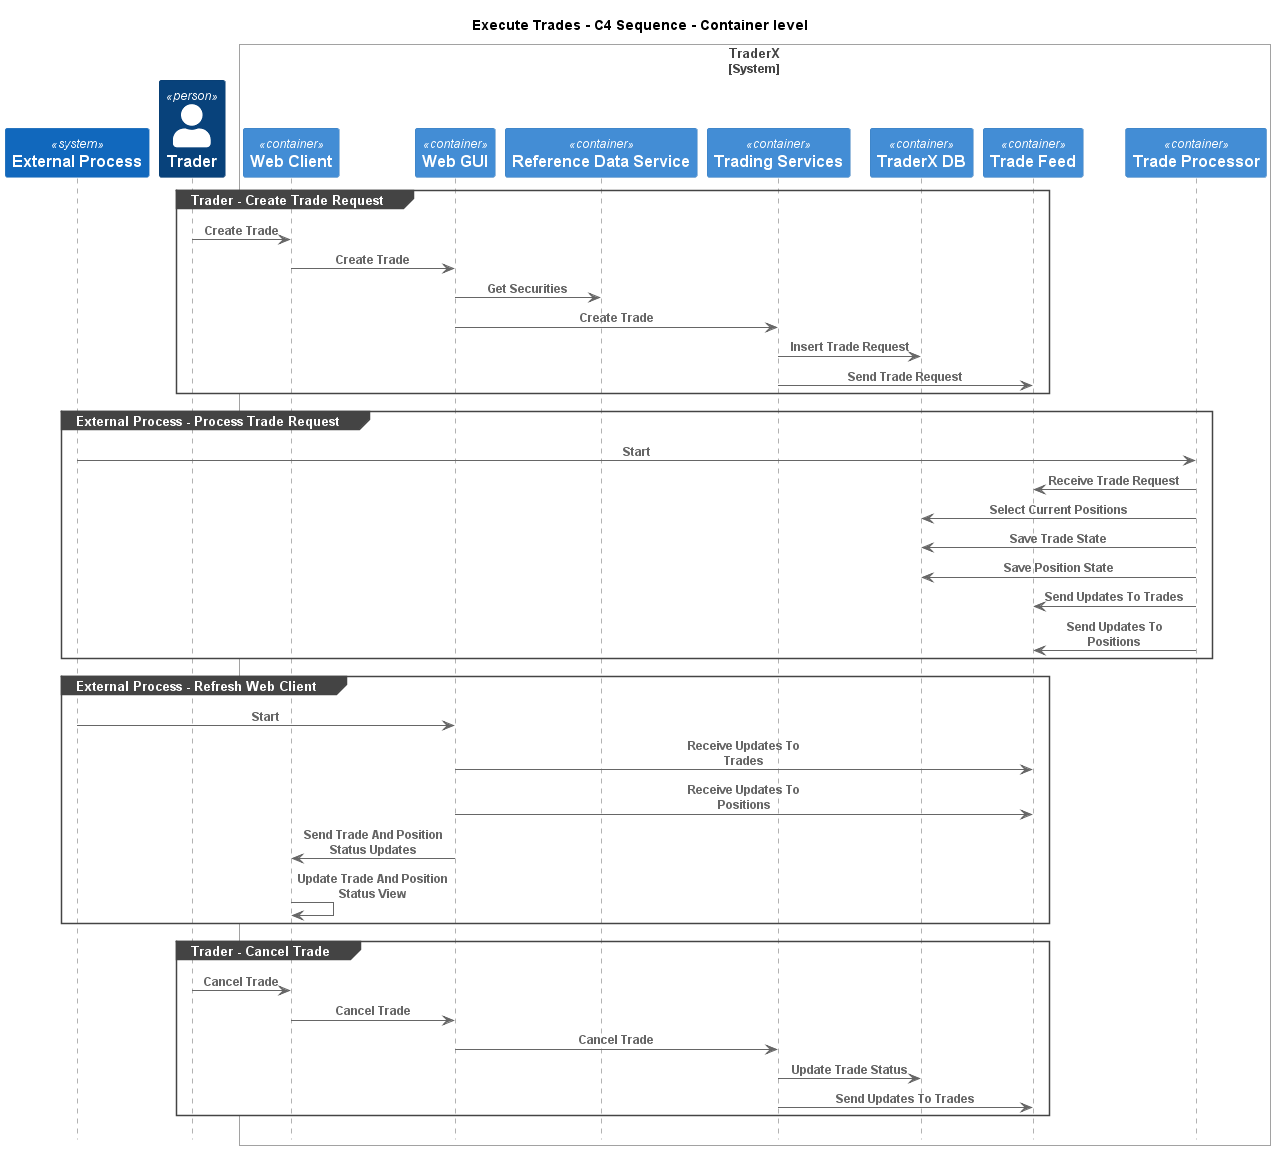 Execute Trades - C4 Sequence - Container level
TraderX
[System]
«person»
Trader
«system»
External Process
«container»
Web Client
«container»
Web GUI
«container»
Reference Data Service
«container»
Trading Services
«container»
TraderX DB
«container»
Trade Feed
«container»
Trade Processor
Trader - Create Trade Request
Create Trade
Create Trade
Get Securities
Create Trade
Insert Trade Request
Send Trade Request
External Process - Process Trade Request
Start
Receive Trade Request
Select Current Positions
Save Trade State
Save Position State
Send Updates To Trades
Send Updates To
Positions
External Process - Refresh Web Client
Start
Receive Updates To
Trades
Receive Updates To
Positions
Send Trade And Position
Status Updates
Update Trade And Position
Status View
Trader - Cancel Trade
Cancel Trade
Cancel Trade
Cancel Trade
Update Trade Status
Send Updates To Trades